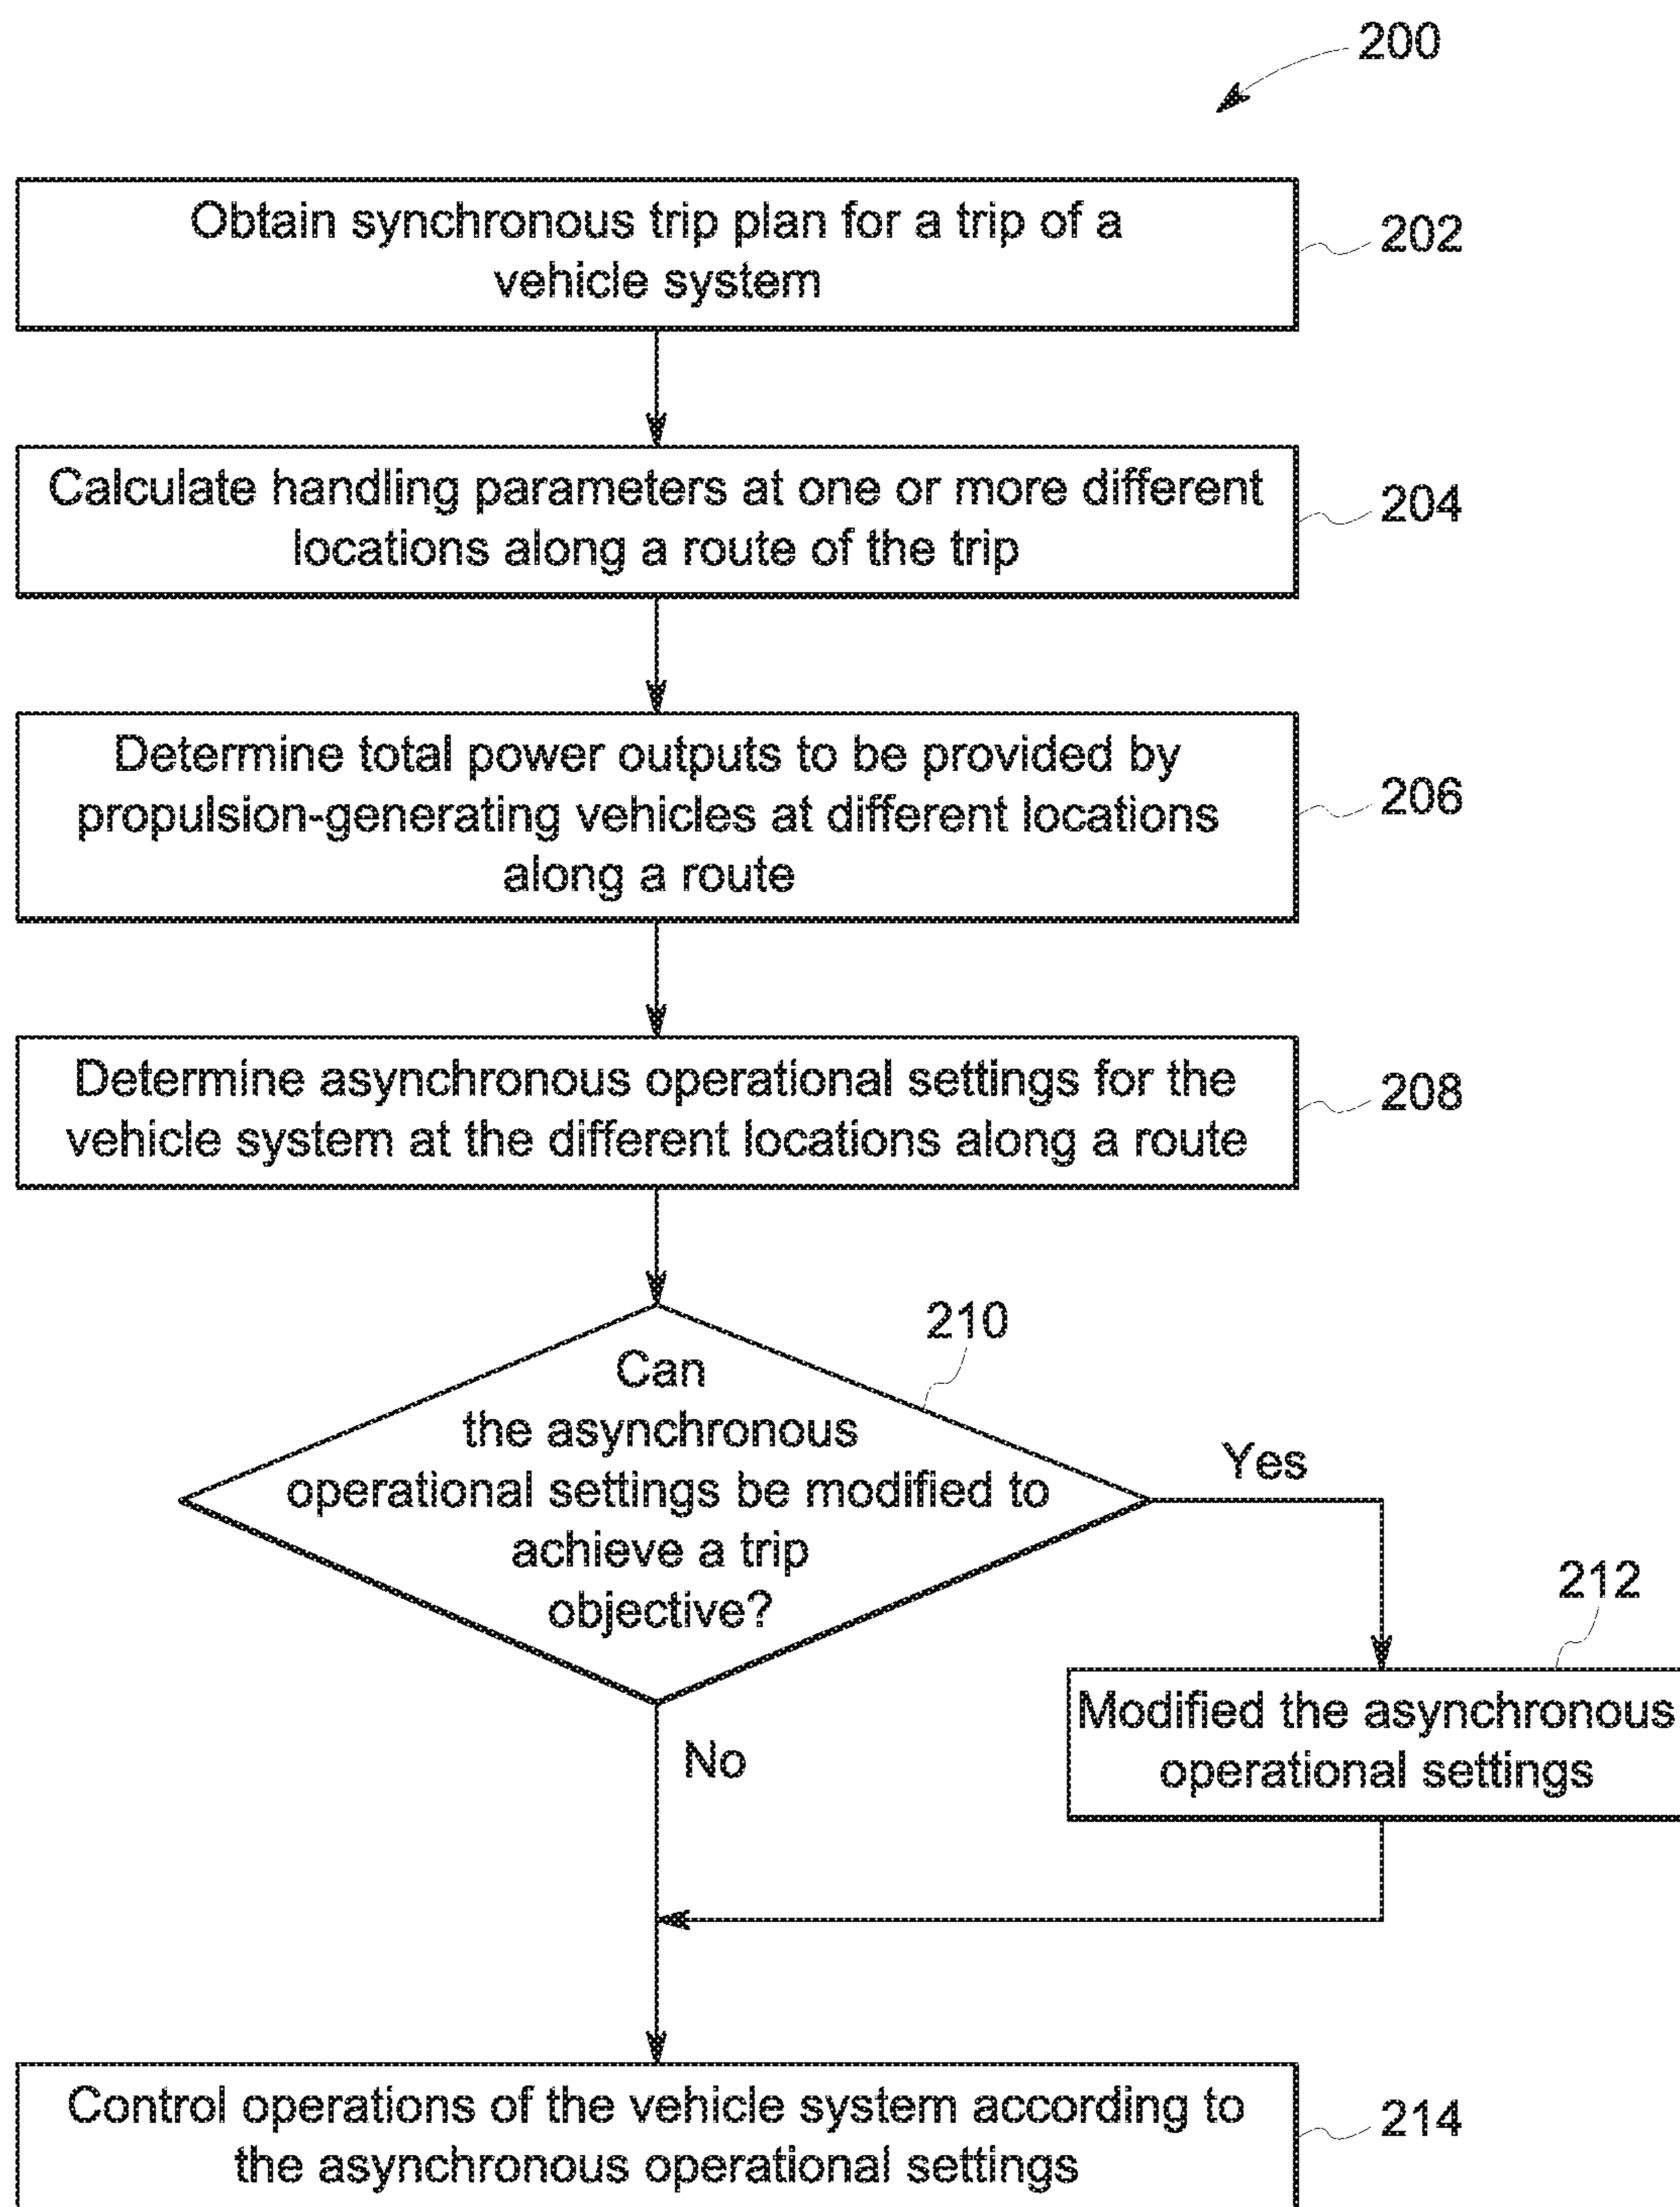 200
Obtain synchronous trip plan for a trip of a
vehicle system
202
Calculate handling parameters at one or more different
locations along a route of the trip
204
Determine total power outputs to be provided by
propulsion-generating vehicles at different locations
along a route
206
Determine asynchronous operational settings for the
vehicle system at the different locations along a route
208
210
Can
the asynchronous
operational settings be modified to
achieve a trip
objective?
Yes
212
Modified the asynchronous
operational settings
No
Control operations of the vehicle system according to
the asynchronous operational settings
214